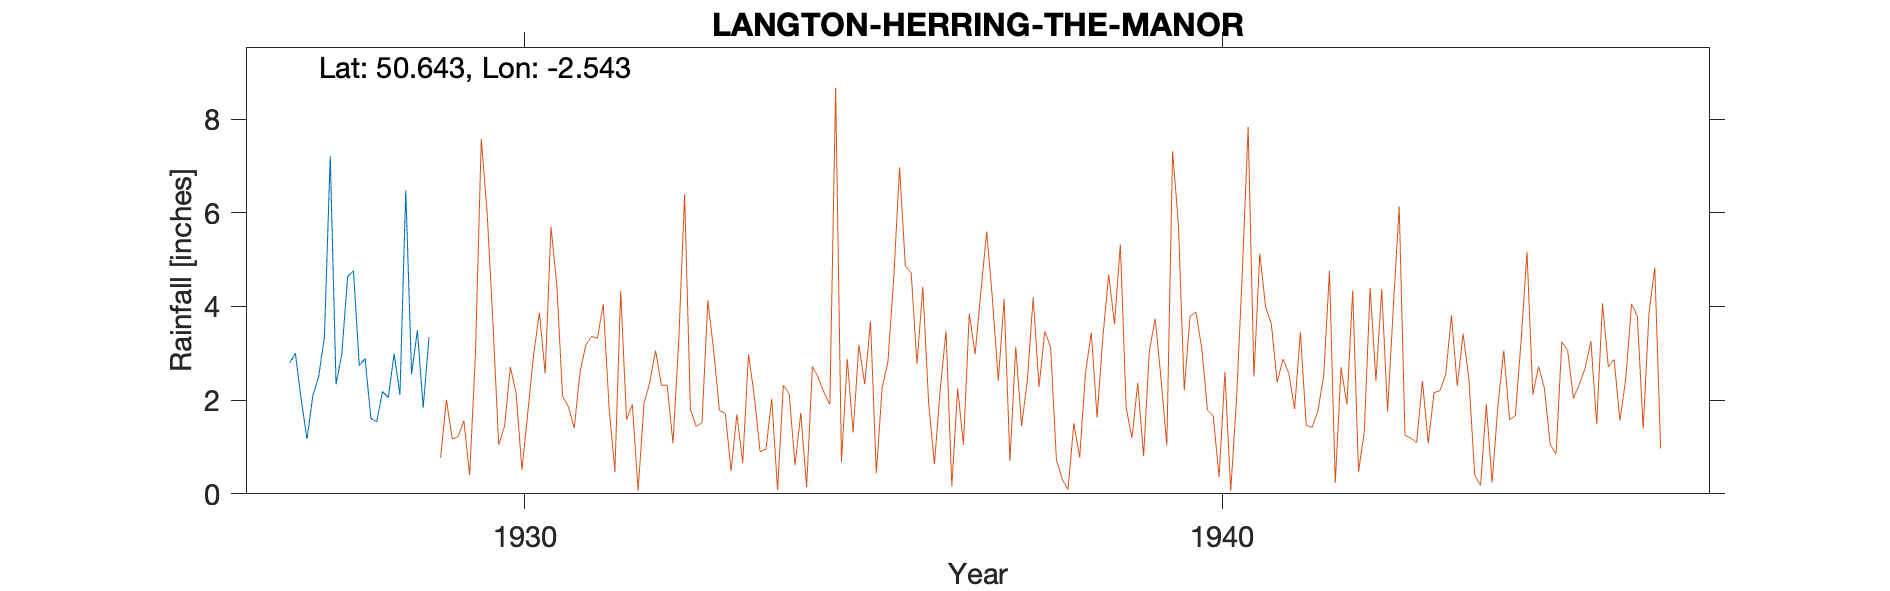 LANGTON-HERRING-THE-MANOR
Lat: 50.643, Lon: -2.543
8
6
4
2
0
Rainfall [inches]
1930
1940
Year